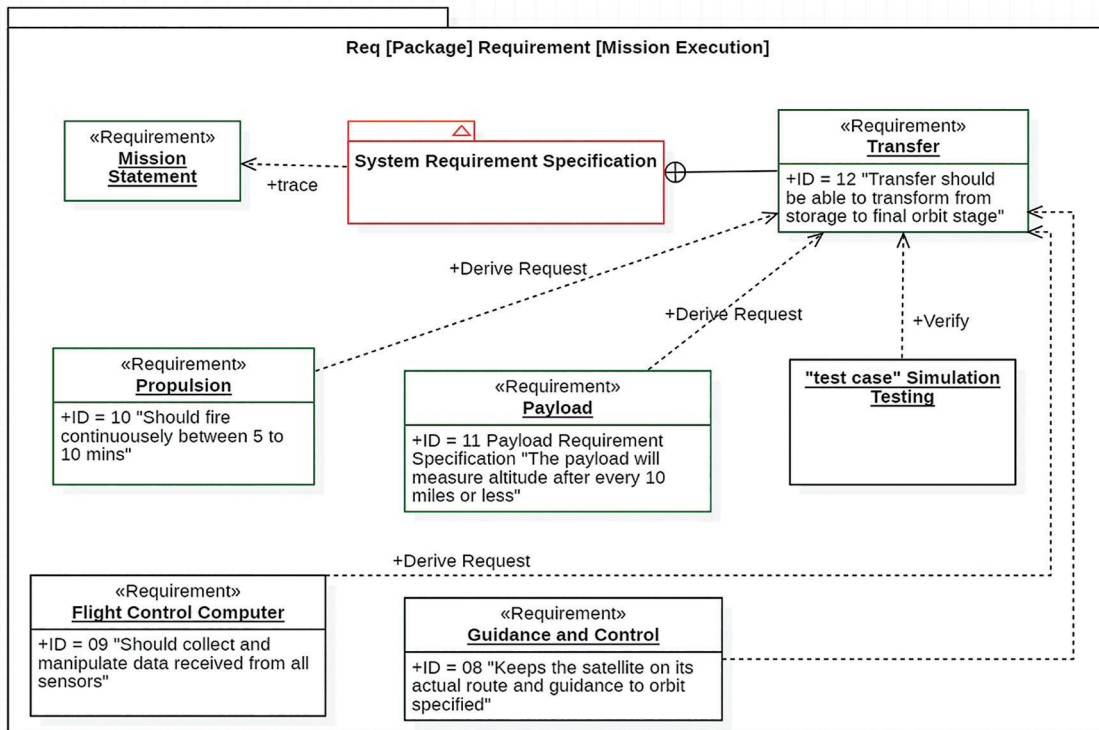 Req [Package] Requirement [Mission Execution]
«Requirement»
Mission
Statement
+trace
System Requirement Specification
«Requirement»
Transfer
+ID = 12 "Transfer should
be able to transform from
storage to final orbit stage"
+Derive Request
+Derive Request
+Verify
«Requirement»
Propulsion
+ID = 10 "Should fire
continuousely between 5 to
10 mins"
«Requirement»
Payload
+ID = 11 Payload Requirement
Specification "The payload will
measure altitude after every 10
miles or less"
"test case" Simulation
Testing
+Derive Request
«Requirement»
Flight Control Computer
+ID = 09 "Should collect and
manipulate data received from all
sensors"
«Requirement»
Guidance and Control
+ID = 08 "Keeps the satellite on its
actual route and guidance to orbit
specified"